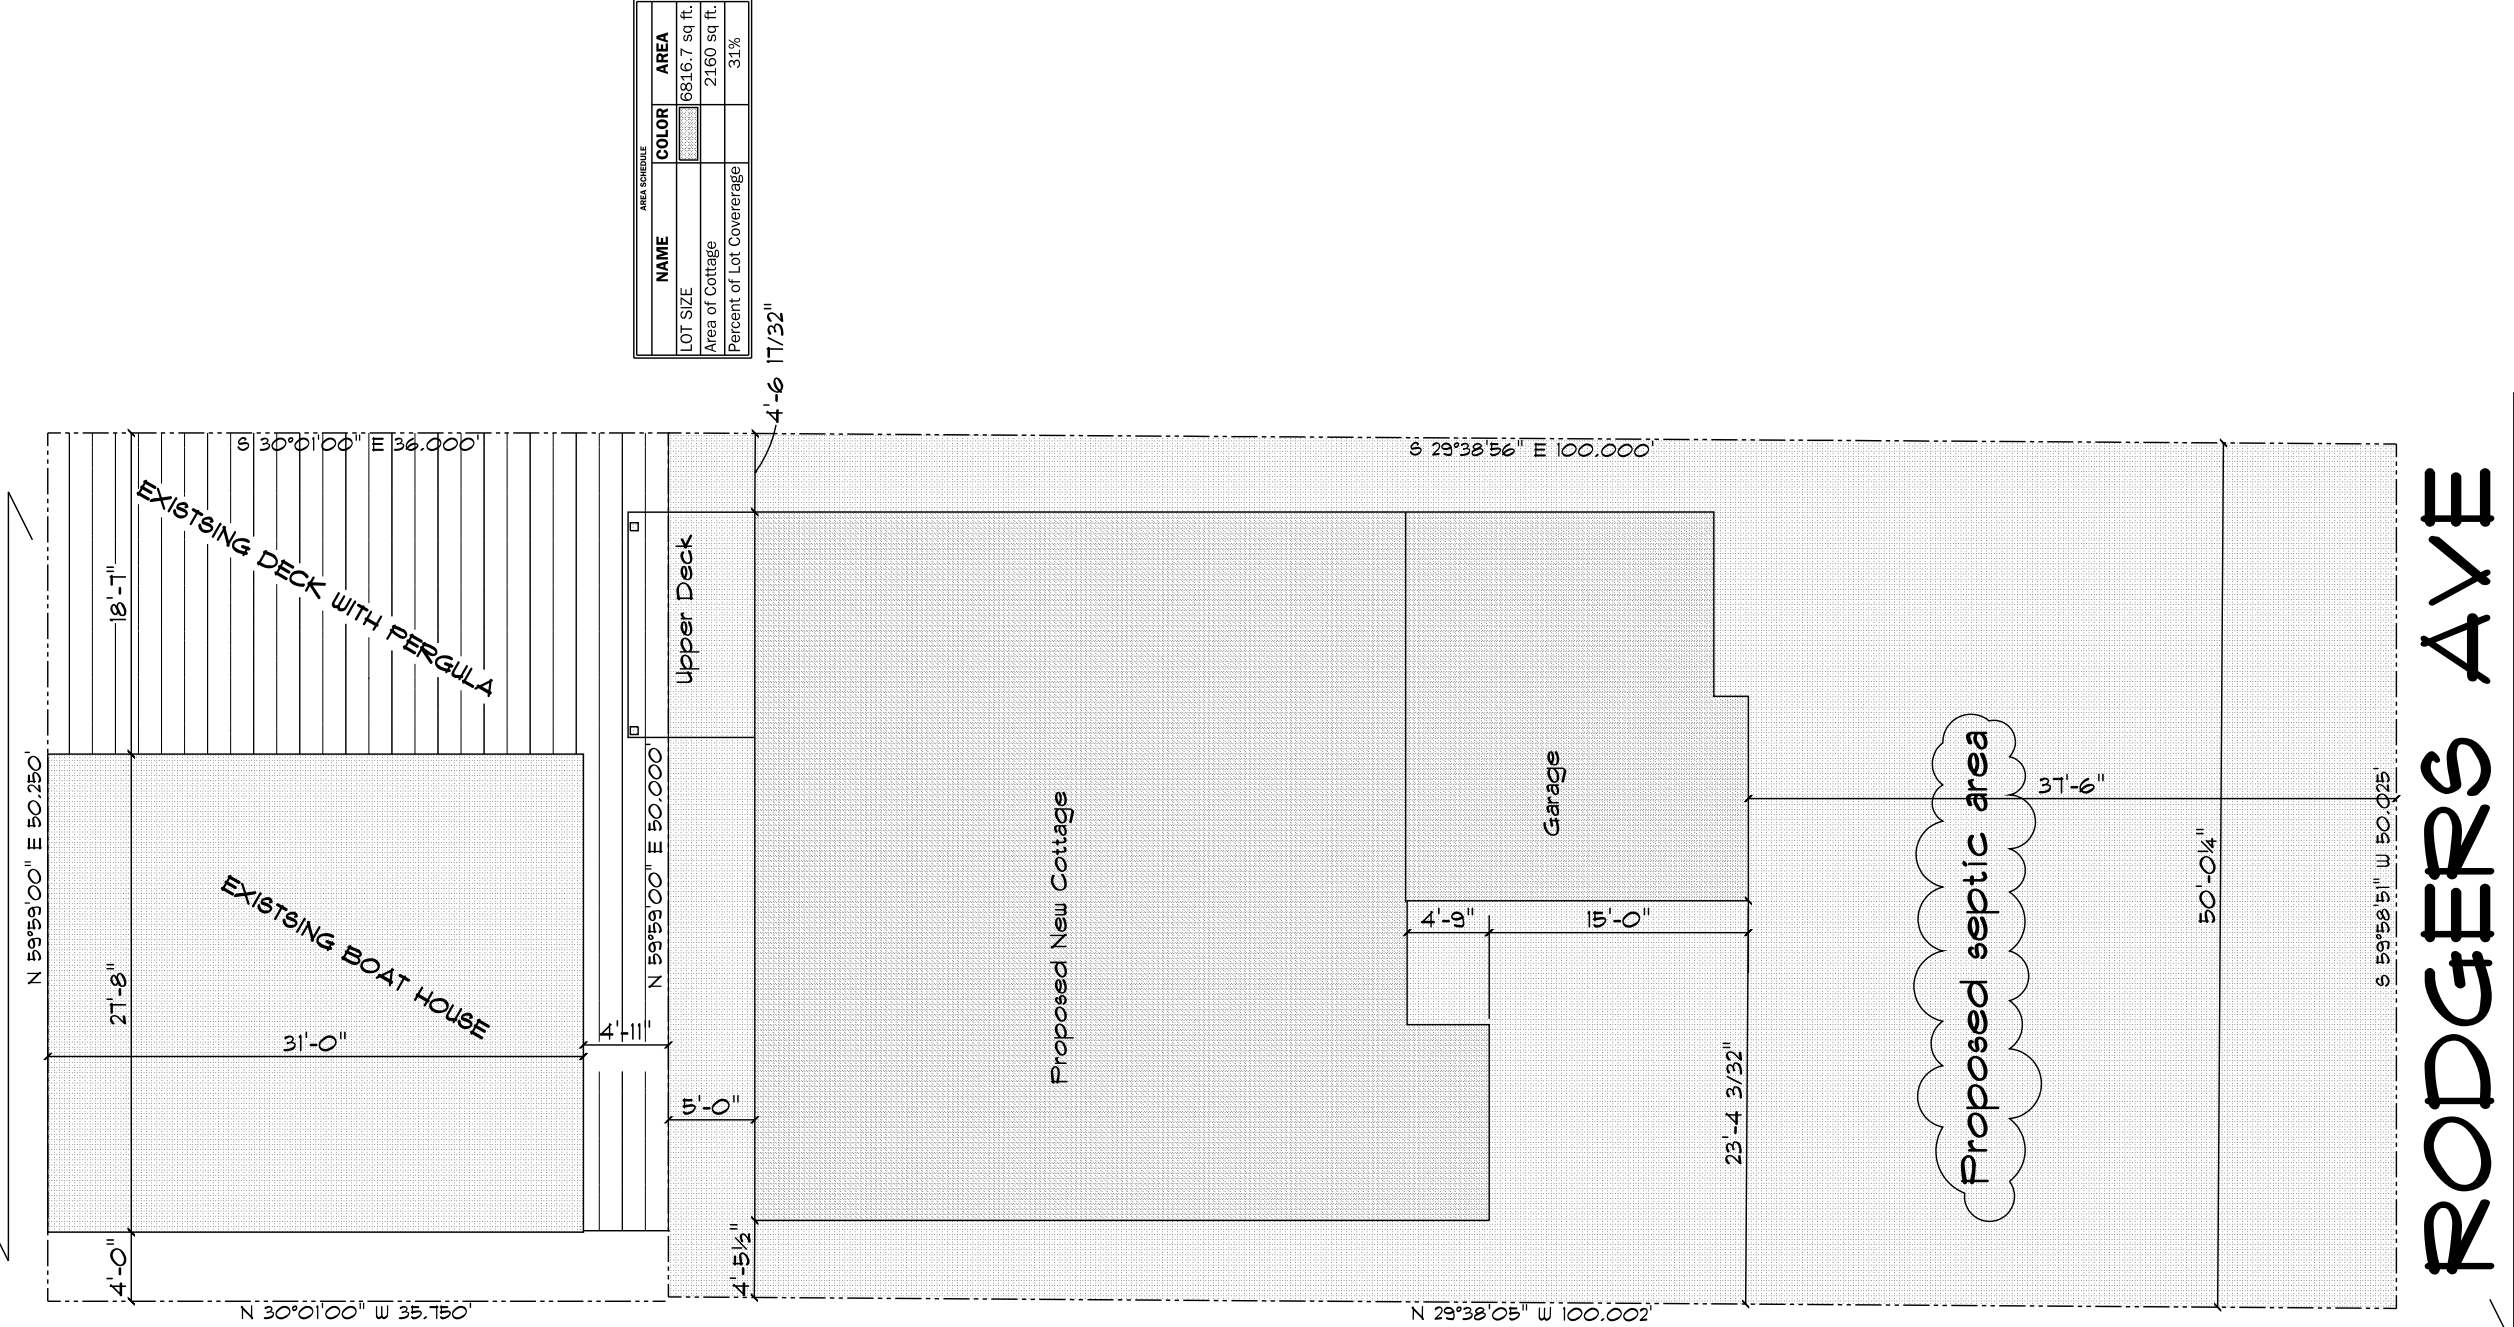 AREA SCHEDULE
NAME COLOR AREA
LOT SIZE 6816.7 sq ft.
Area of Cottage 2160 sq ft.
Percent of Lot Covererage 31%
4'-6 17/32"
S 30°01'00" E 36.000'
S 29°38'56" E 100.000'
EXISTSING DECK WITH PERGULA
18'-7"
Upper Deck
N 59°59'00" E 50.250'
N 59°59'00" E 50.000'
27'-8"
EXISTSING BOAT HOUSE
31'-0"
4'-11"
5'-0"
4'-0"
4'-5½"
N 30°01'00" W 35.750'
Proposed New Cottage
Garage
4'-9"
15'-0"
23'-4 3/32"
N 29°38'05" W 100.002'
Proposed septic area
37'-6"
50'-0¼"
S 59°58'51" W 50.025'
RODGERS AVE